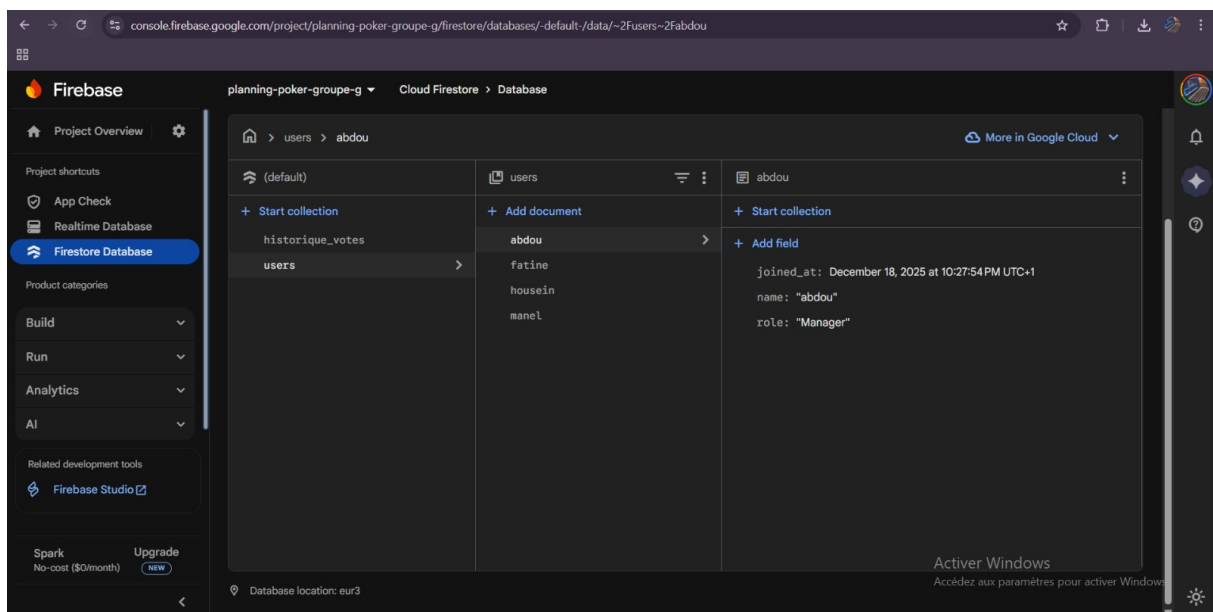 console.firebase.google.com/project/planning-poker-groupe-g/firestore/databases/-default-/data/~2Fusers~2Fabdou
Firebase
planning-poker-groupe-g
Cloud Firestore > Database
Project Overview
Project shortcuts
App Check
Realtime Database
Firestore Database
Product categories
Build
Run
Analytics
AI
Related development tools
Firebase Studio
Spark
No-cost ($0/month)
Upgrade
NEW
users > abdou
More in Google Cloud
(default)
+ Start collection
historique_votes
users
users
+ Add document
abdou
fatine
housein
manel
abdou
+ Start collection
+ Add field
joined_at: December 18, 2025 at 10:27:54 PM UTC+1
name: "abdou"
role: "Manager"
Database location: eur3
Activer Windows
Accédez aux paramètres pour activer Windows